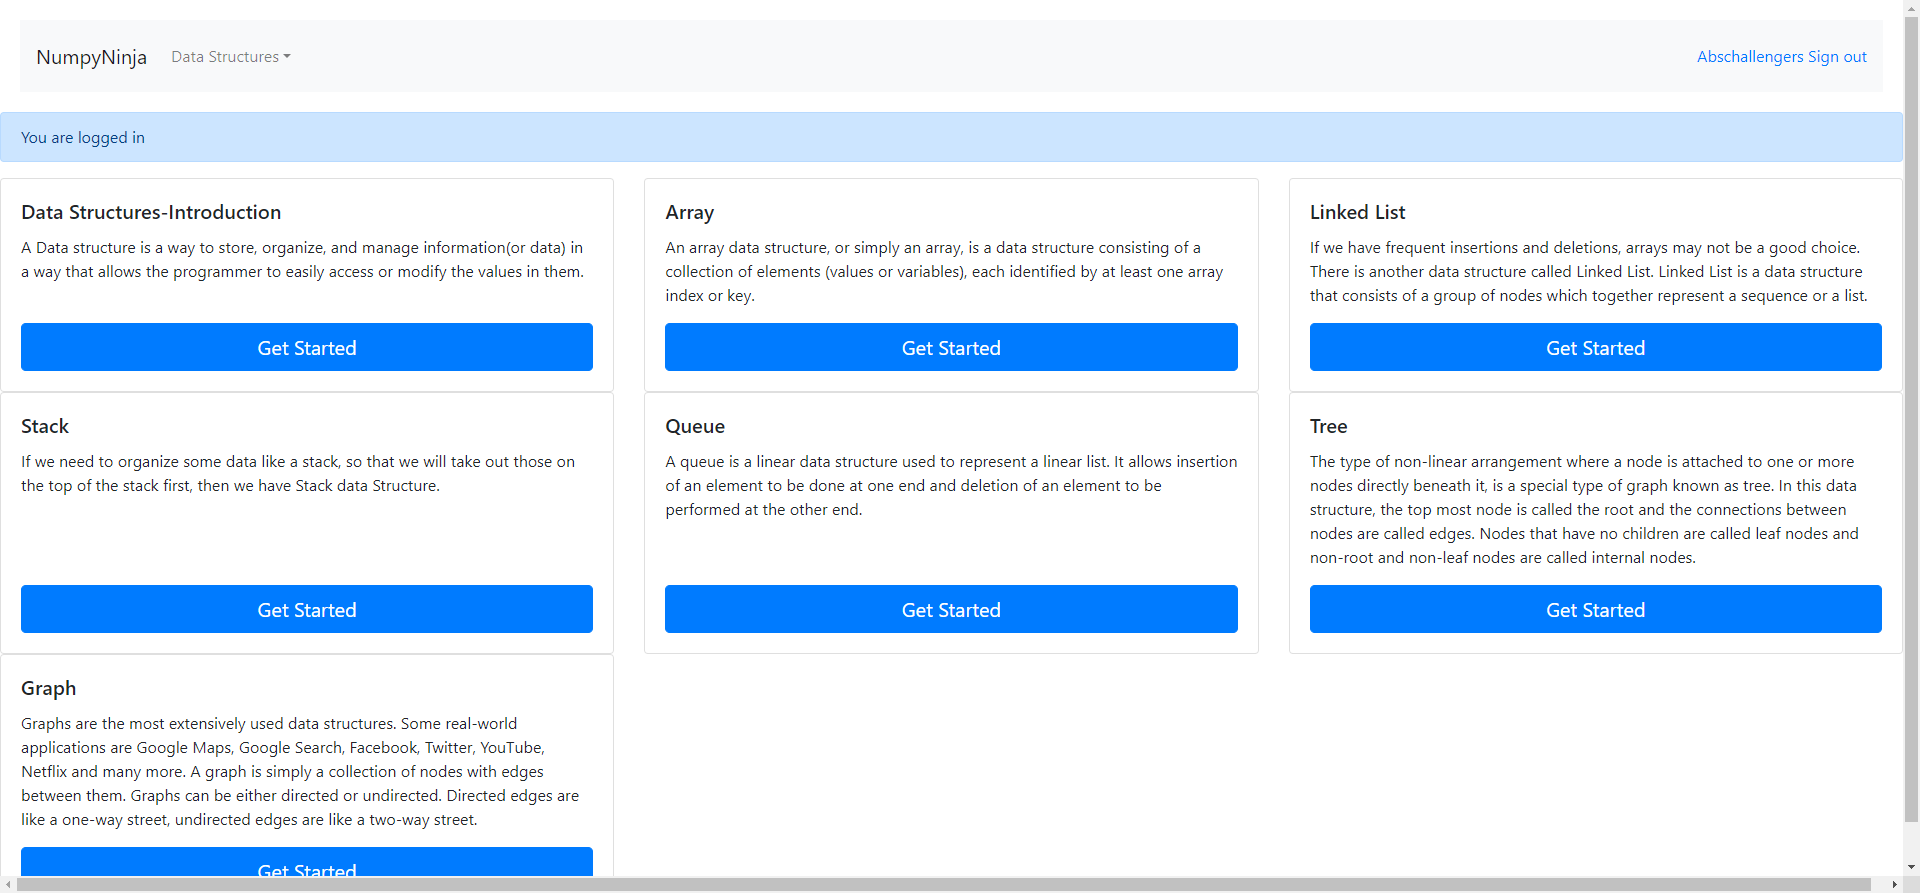 NumpyNinja
Data Structures
Abschallengers Sign out
You are logged in
Data Structures-Introduction
A Data structure is a way to store, organize, and manage information(or data) in
a way that allows the programmer to easily access or modify the values in them.
Get Started
Array
An array data structure, or simply an array, is a data structure consisting of a
collection of elements (values or variables), each identified by at least one array
index or key.
Get Started
Linked List
If we have frequent insertions and deletions, arrays may not be a good choice.
There is another data structure called Linked List. Linked List is a data structure
that consists of a group of nodes which together represent a sequence or a list.
Get Started
Stack
If we need to organize some data like a stack, so that we will take out those on
the top of the stack first, then we have Stack data Structure.
Get Started
Queue
A queue is a linear data structure used to represent a linear list. It allows insertion
of an element to be done at one end and deletion of an element to be
performed at the other end.
Get Started
Tree
The type of non-linear arrangement where a node is attached to one or more
nodes directly beneath it, is a special type of graph known as tree. In this data
structure, the top most node is called the root and the connections between
nodes are called edges. Nodes that have no children are called leaf nodes and
non-root and non-leaf nodes are called internal nodes.
Get Started
Graph
Graphs are the most extensively used data structures. Some real-world
applications are Google Maps, Google Search, Facebook, Twitter, YouTube,
Netflix and many more. A graph is simply a collection of nodes with edges
between them. Graphs can be either directed or undirected. Directed edges are
like a one-way street, undirected edges are like a two-way street.
Get Started